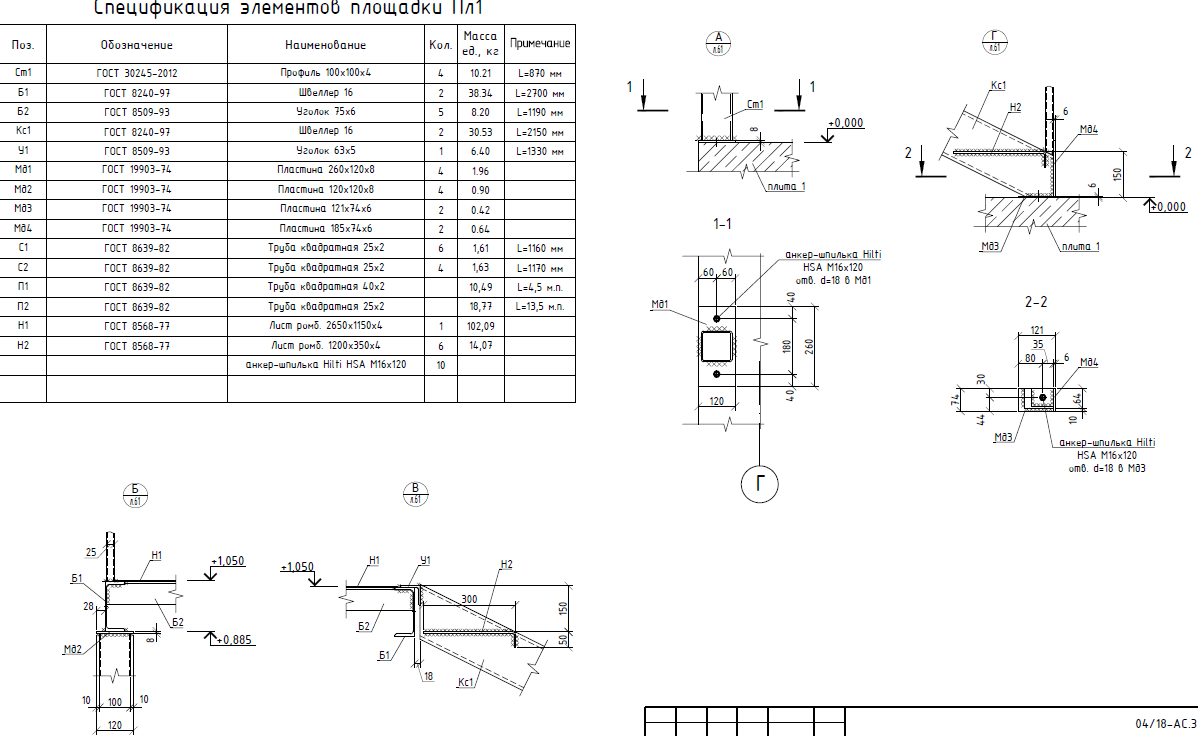 Спецификация элементов площадки Пл1
Поз. Обозначение Наименование Кол. Масса ед., кг Примечание
Ст1 ГОСТ 30245-2012 Профиль 100х100х4 4 10.21 L=870 мм
Б1 ГОСТ 8240-97 Швеллер 16 2 38.34 L=2700 мм
Б2 ГОСТ 8509-93 Уголок 75х6 5 8.20 L=1190 мм
Кс1 ГОСТ 8240-97 Швеллер 16 2 30.53 L=2150 мм
У1 ГОСТ 8509-93 Уголок 63х5 1 6.40 L=1330 мм
Мд1 ГОСТ 19903-74 Пластина 260х120х8 4 1.96
Мд2 ГОСТ 19903-74 Пластина 120х120х8 4 0.90
Мд3 ГОСТ 19903-74 Пластина 121х74х6 2 0.42
Мд4 ГОСТ 19903-74 Пластина 185х74х6 2 0.64
С1 ГОСТ 8639-82 Труба квадратная 25х2 6 1,61 L=1160 мм
С2 ГОСТ 8639-82 Труба квадратная 25х2 4 1,63 L=1170 мм
П1 ГОСТ 8639-82 Труба квадратная 40х2 10,49 L=4,5 м.п.
П2 ГОСТ 8639-82 Труба квадратная 25х2 18,77 L=13,5 м.п.
Н1 ГОСТ 8568-77 Лист ромб. 2650х1150х4 1 102,09
Н2 ГОСТ 8568-77 Лист ромб. 1200х350х4 6 14,07
анкер-шпилька Hilti HSA М16х120 10
А
л.61
1 1
Ст1
8
+0,000
плита 1
Г
л.61
Кс1
Н2
6
Мд4
2 2
150
6
+0,000
Мд3
плита 1
1-1
анкер-шпилька Hilti
HSA М16х120
отв. d=18 в Мд1
60 60
Мд1
40
180
260
40
120
Г
2-2
121
35
80 6
Мд4
30
74
44
64
10
Мд3
анкер-шпилька Hilti
HSA М16х120
отв. d=18 в Мд3
Б
л.61
25
Н1
+1,050
Б1
28
Б2
+0,885
8
Мд2
10 100 10
120
В
л.61
+1,050
Н1
У1
Н2
300
150
50
Б2
Б1
18
Кс1
04/18-АС.3